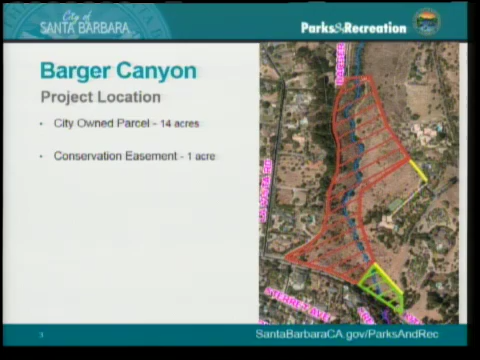 City of
SANTA BARBARA
Parks & Recreation
Barger Canyon
Project Location
• City Owned Parcel - 14 acres
• Conservation Easement - 1 acre
BARGER
3
SantaBarbaraCA.gov/ParksAndRec